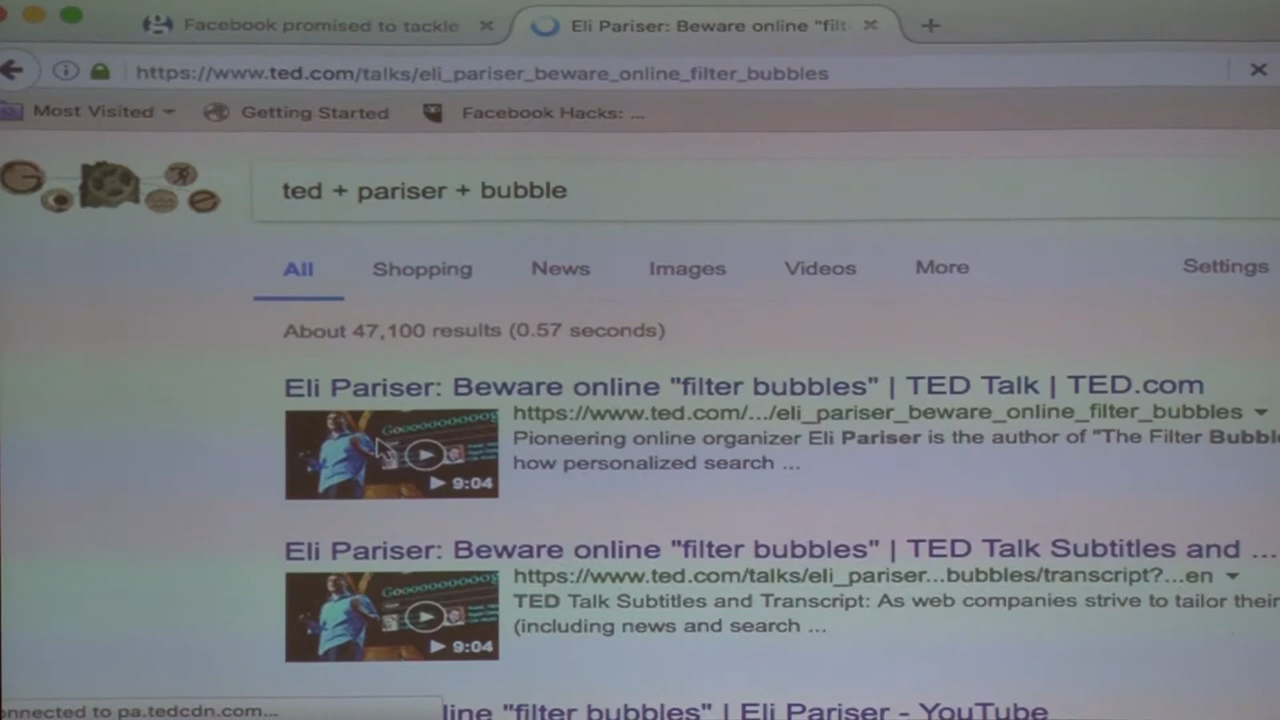 Facebook promised to tackle
Eli Pariser: Beware online "filt
https://www.ted.com/talks/eli_pariser_beware_online_filter_bubbles
Most Visited
Getting Started
Facebook Hacks: ...
ted + pariser + bubble
All Shopping News Images Videos More Settings
About 47,100 results (0.57 seconds)
Eli Pariser: Beware online "filter bubbles" | TED Talk | TED.com
https://www.ted.com/.../eli_pariser_beware_online_filter_bubbles
Pioneering online organizer Eli Pariser is the author of "The Filter Bubbl
how personalized search ...
Goooooooog
9:04
Eli Pariser: Beware online "filter bubbles" | TED Talk Subtitles and ...
https://www.ted.com/talks/eli_pariser...bubbles/transcript?...en
TED Talk Subtitles and Transcript: As web companies strive to tailor their
(including news and search ...
Goooooooog
9:04
nnected to pa.tedcdn.com...
line "filter bubbles" | Eli Pariser - YouTube